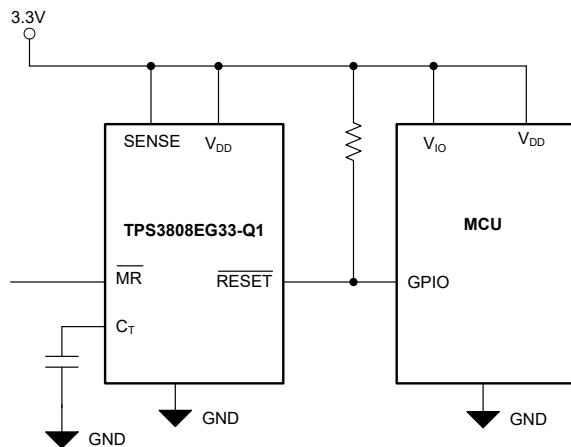 3.3V
SENSE
VDD
VIO
VDD
TPS3808EG33-Q1
MCU
MR
RESET
GPIO
CT
GND
GND
GND